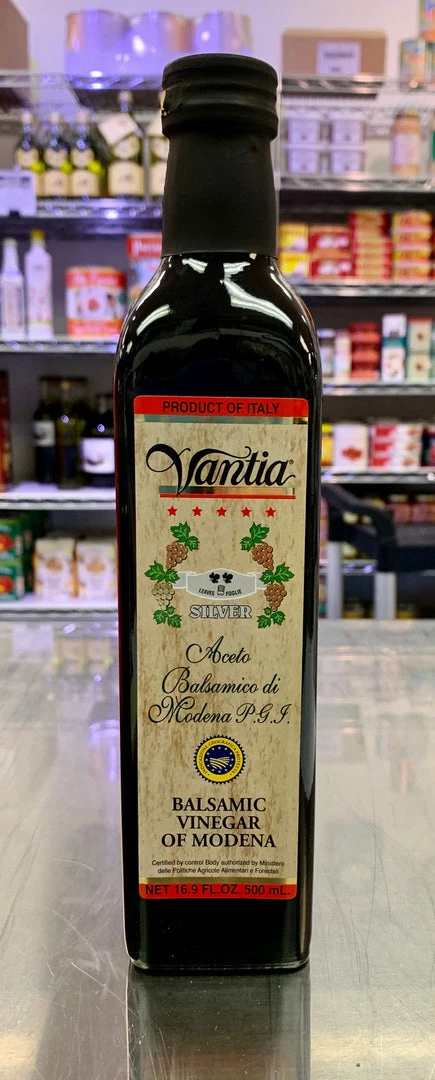 PRODUCT OF ITALY
Vantia
LEAVES FOGLIE
SILVER
Aceto
Balsamico di
Modena P.G.I.
BALSAMIC
VINEGAR
OF MODENA
Certified by control Body authorized by Ministero
delle Politiche Agricole Alimentari e Forestali.
NET 16.9 FL.OZ. 500 mL.